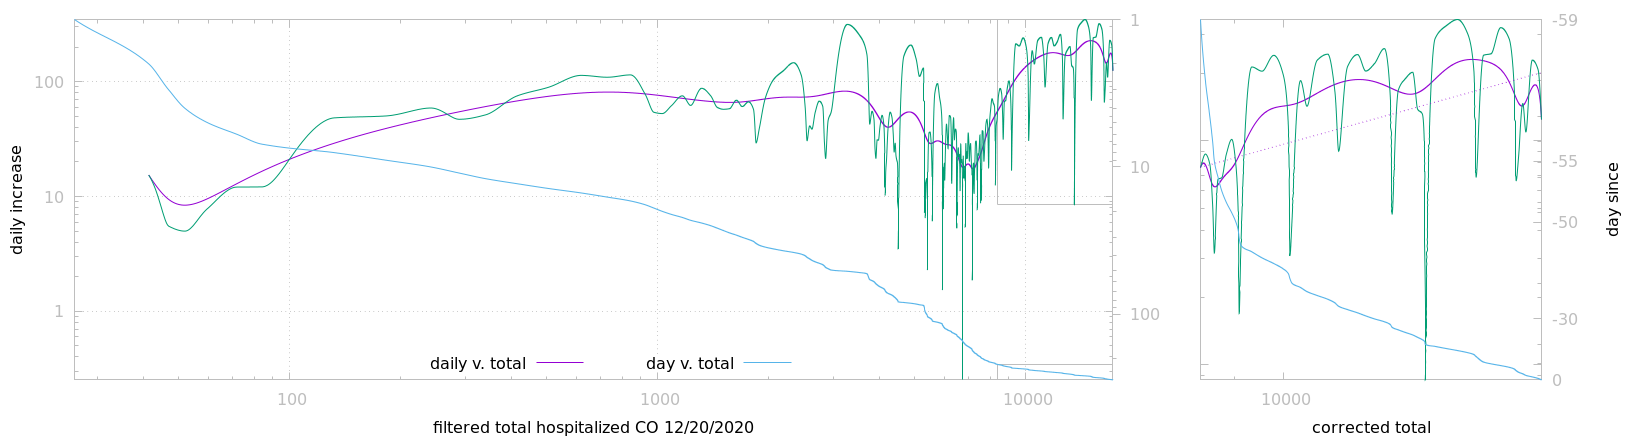 daily increase
100
10
1
daily v. total
day v. total
100
1000
10000
filtered total hospitalized CO 12/20/2020
1
10
100
10000
corrected total
-59
-55
-50
-30
0
day since